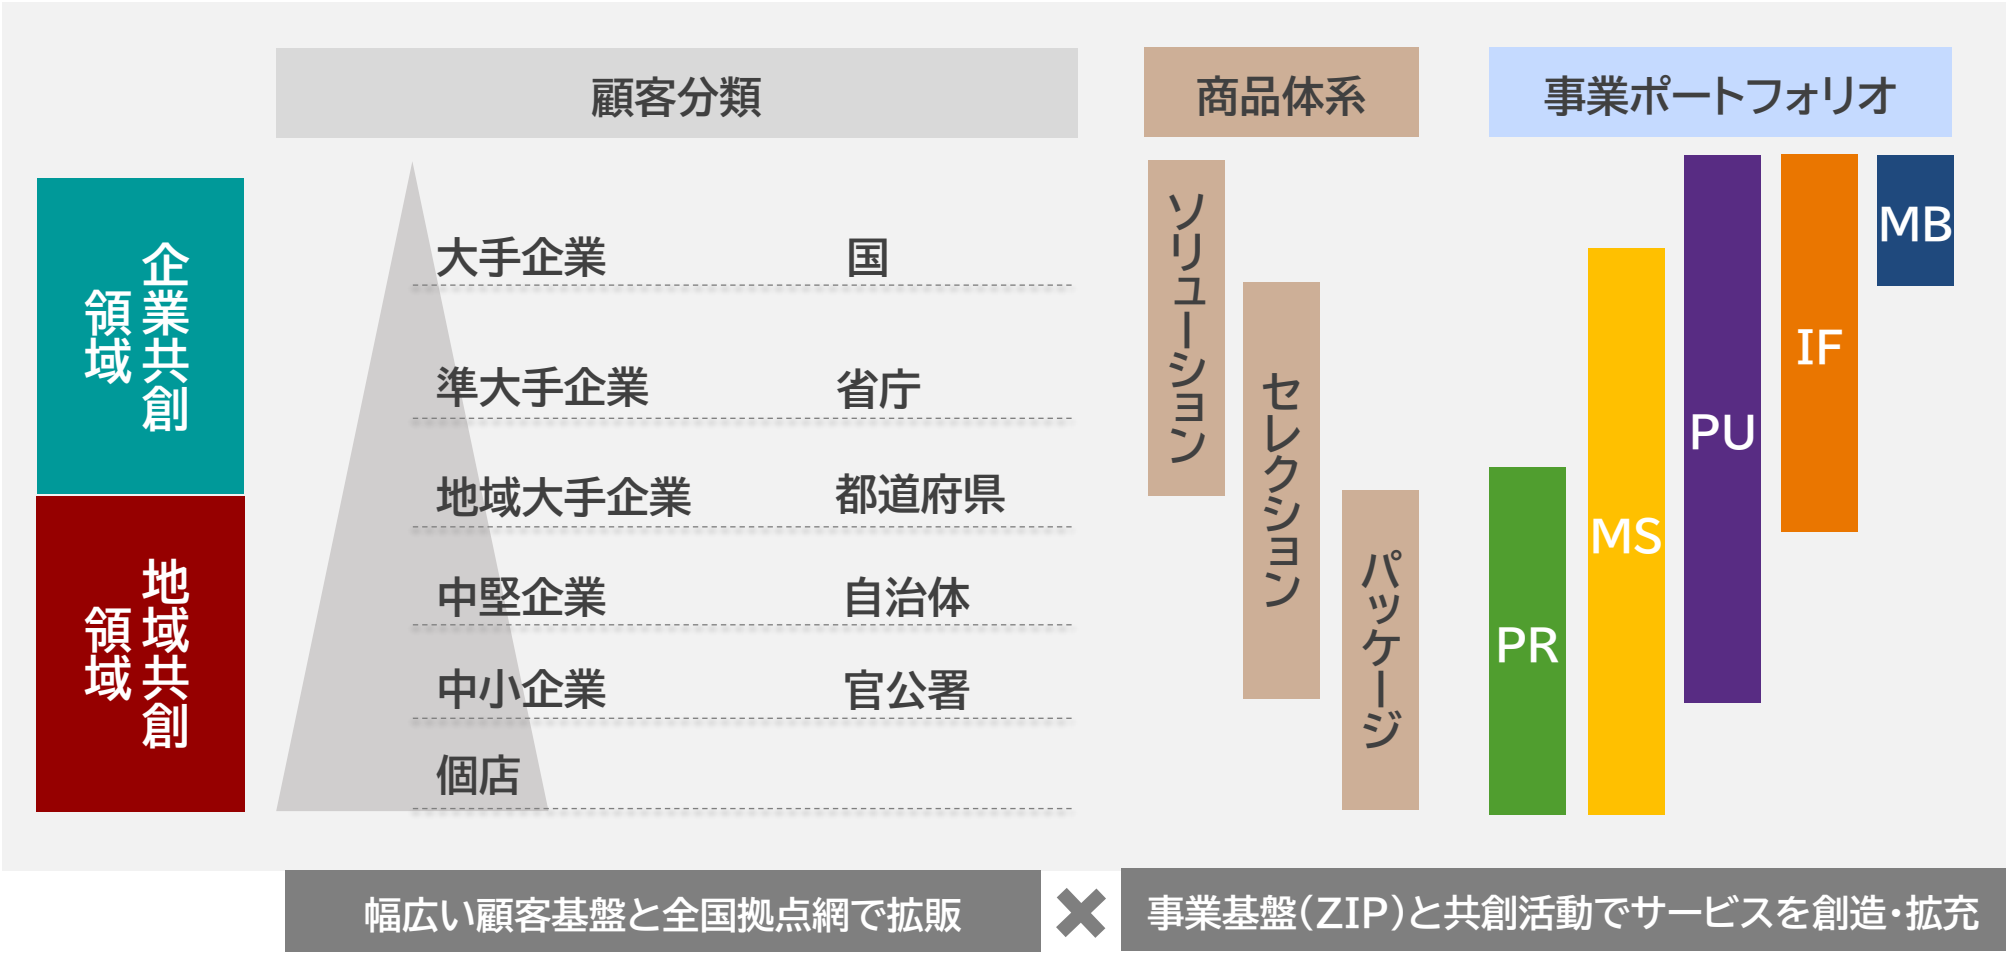 顧客分類
商品体系
事業ポートフォリオ
企業共創
領域
地域共創
領域
大手企業
国
準大手企業
省庁
地域大手企業
都道府県
中堅企業
自治体
中小企業
官公署
個店
ソリューション
セレクション
パッケージ
PR
MS
PU
IF
MB
幅広い顧客基盤と全国拠点網で拡販
事業基盤(ZIP)と共創活動でサービスを創造・拡充